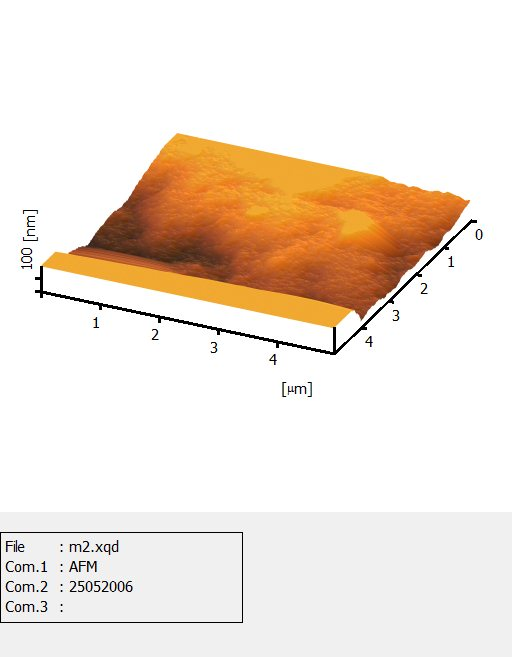 100 [nm]
0
1
2
3
4
1
2
3
4
[µm]
File : m2.xqd
Com.1 : AFM
Com.2 : 25052006
Com.3 :